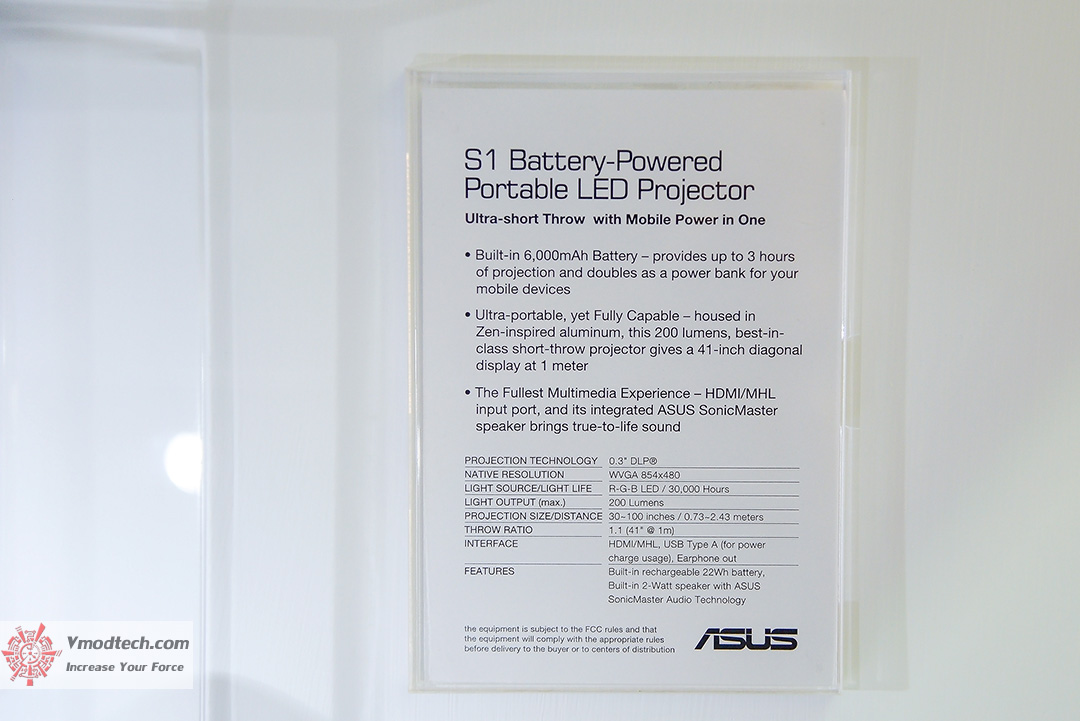 S1 Battery-Powered
Portable LED Projector
Ultra-short Throw with Mobile Power in One
• Built-in 6,000mAh Battery – provides up to 3 hours
of projection and doubles as a power bank for your
mobile devices
• Ultra-portable, yet Fully Capable – housed in
Zen-inspired aluminum, this 200 lumens, best-in-
class short-throw projector gives a 41-inch diagonal
display at 1 meter
• The Fullest Multimedia Experience – HDMI/MHL
input port, and its integrated ASUS SonicMaster
speaker brings true-to-life sound
PROJECTION TECHNOLOGY 0.3" DLP®
NATIVE RESOLUTION WVGA 854x480
LIGHT SOURCE/LIGHT LIFE R-G-B LED / 30,000 Hours
LIGHT OUTPUT (max.) 200 Lumens
PROJECTION SIZE/DISTANCE 30~100 inches / 0.73~2.43 meters
THROW RATIO 1.1 (41" @ 1m)
INTERFACE HDMI/MHL, USB Type A (for power
charge usage), Earphone out
FEATURES Built-in rechargeable 22Wh battery,
Built-in 2-Watt speaker with ASUS
SonicMaster Audio Technology
the equipment is subject to the FCC rules and that
the equipment will comply with the appropriate rules
before delivery to the buyer or to centers of distribution
ASUS
Vmodtech.com
Increase Your Force